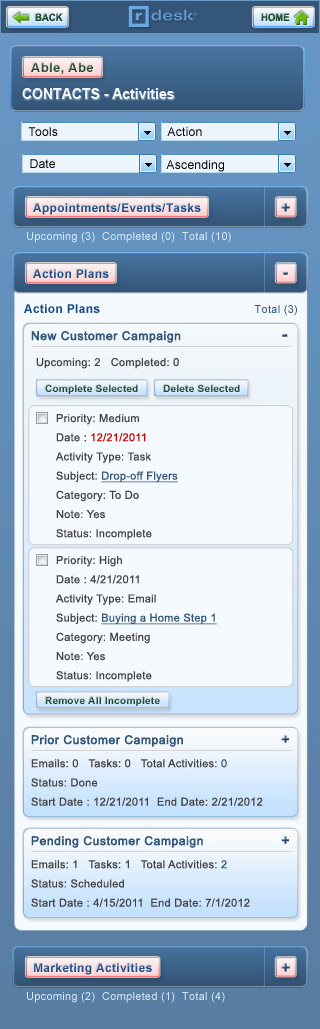 BACK
rdesk®
HOME
Able, Abe
CONTACTS - Activities
Tools
Action
Date
Ascending
Appointments/Events/Tasks
+
Upcoming (3) Completed (0) Total (10)
Action Plans
-
Action Plans
Total (3)
New Customer Campaign
-
Upcoming: 2 Completed: 0
Complete Selected
Delete Selected
Priority: Medium
Date : 12/21/2011
Activity Type: Task
Subject: Drop-off Flyers
Category: To Do
Note: Yes
Status: Incomplete
Priority: High
Date : 4/21/2011
Activity Type: Email
Subject: Buying a Home Step 1
Category: Meeting
Note: Yes
Status: Incomplete
Remove All Incomplete
Prior Customer Campaign
+
Emails: 0 Tasks: 0 Total Activities: 0
Status: Done
Start Date : 12/21/2011 End Date: 2/21/2012
Pending Customer Campaign
+
Emails: 1 Tasks: 1 Total Activities: 2
Status: Scheduled
Start Date : 4/15/2011 End Date: 7/1/2012
Marketing Activities
+
Upcoming (2) Completed (1) Total (4)